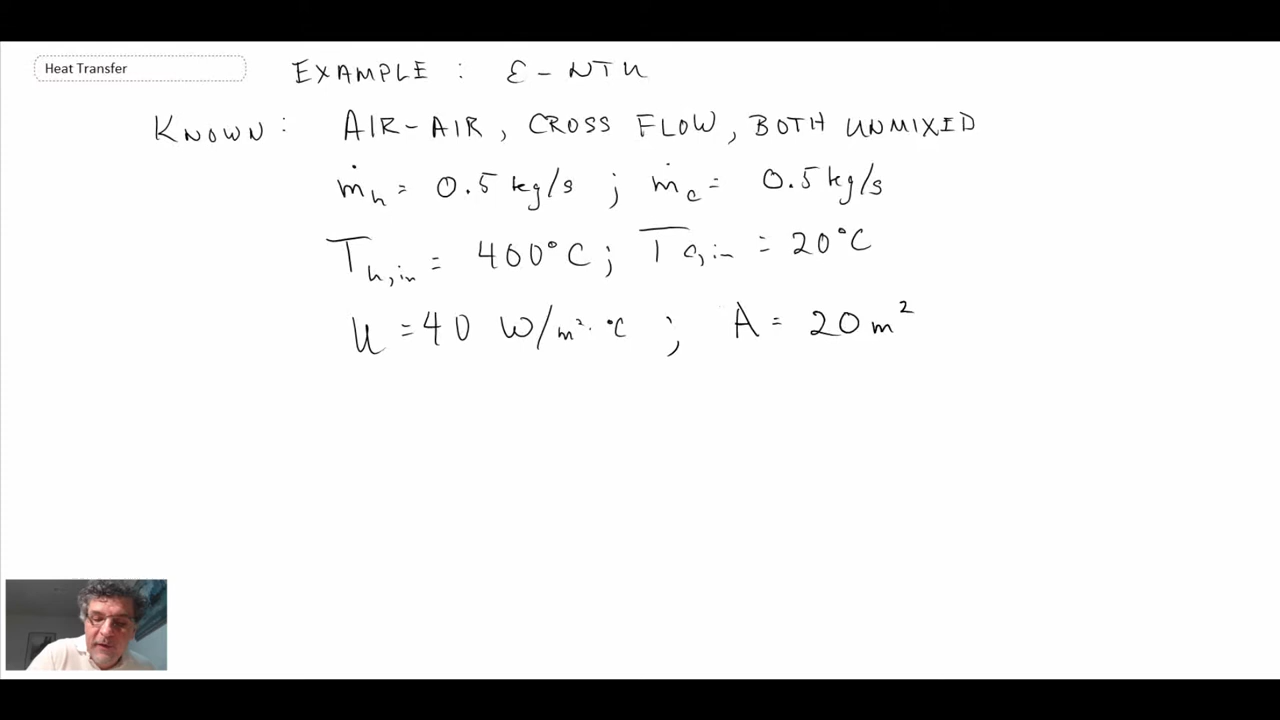 Heat Transfer
EXAMPLE : ε - NTU
KNOWN : AIR-AIR, CROSS FLOW, BOTH UNMIXED
ṁh = 0.5 kg/s ; ṁc = 0.5 kg/s
Th,in = 400°C ; Tc,in = 20°C
U = 40 W/m²·°C ; A = 20 m²